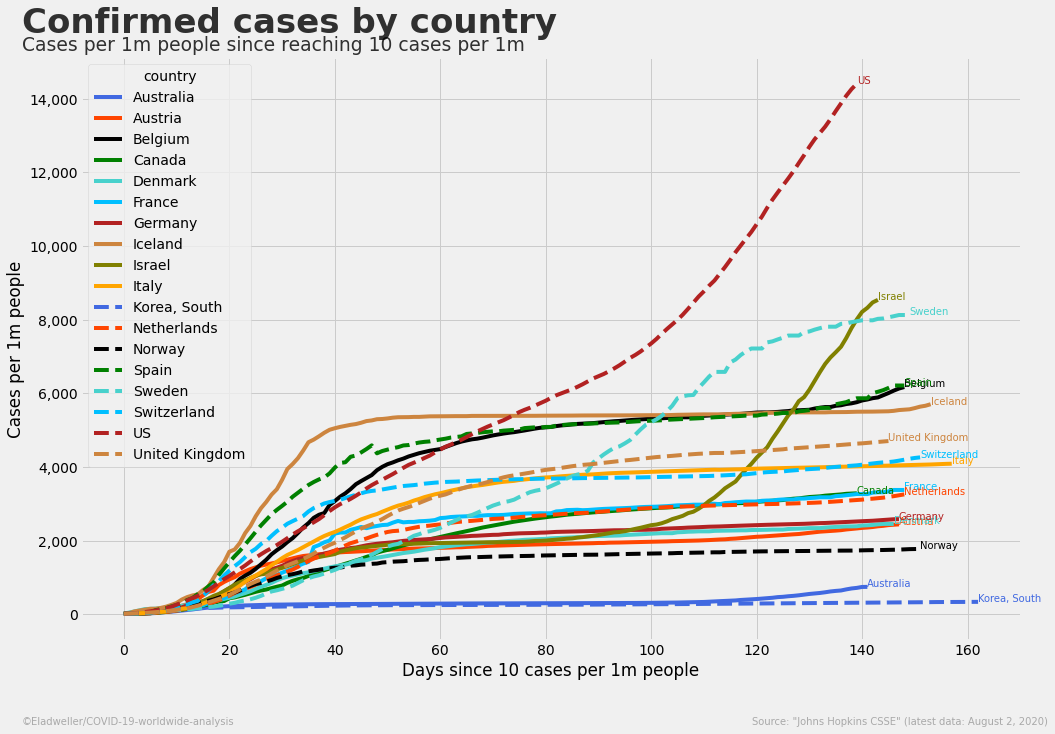 Confirmed cases by country
Cases per 1m people since reaching 10 cases per 1m
country
Australia
Austria
Belgium
Canada
Denmark
France
Germany
Iceland
Israel
Italy
Korea, South
Netherlands
Norway
Spain
Sweden
Switzerland
US
United Kingdom
Cases per 1m people
14,000
12,000
10,000
8,000
6,000
4,000
2,000
0
US
Israel
Sweden
Belgium
Iceland
United Kingdom
Switzerland
Italy
Canada
France
Netherlands
Germany
Austria
Norway
Australia
Korea, South
0 20 40 60 80 100 120 140 160
Days since 10 cases per 1m people
©Eladweller/COVID-19-worldwide-analysis
Source: "Johns Hopkins CSSE" (latest data: August 2, 2020)